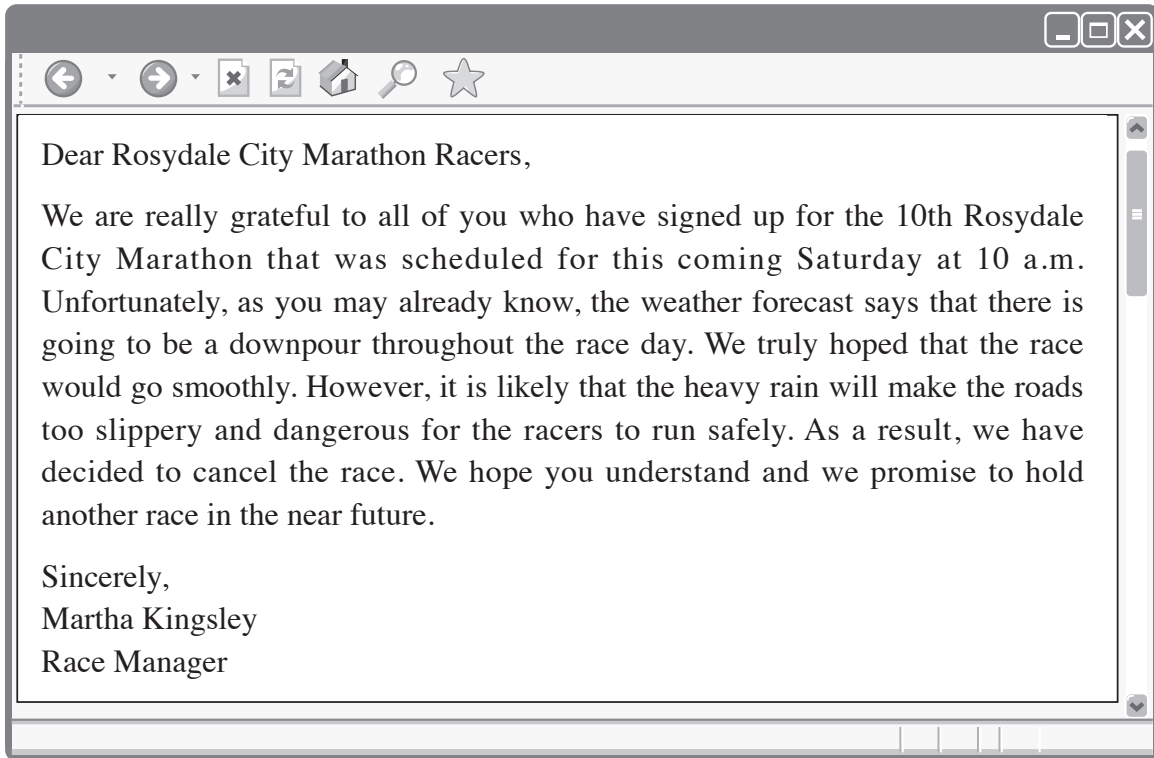 Dear Rosydale City Marathon Racers,
We are really grateful to all of you who have signed up for the 10th Rosydale
City Marathon that was scheduled for this coming Saturday at 10 a.m.
Unfortunately, as you may already know, the weather forecast says that there is
going to be a downpour throughout the race day. We truly hoped that the race
would go smoothly. However, it is likely that the heavy rain will make the roads
too slippery and dangerous for the racers to run safely. As a result, we have
decided to cancel the race. We hope you understand and we promise to hold
another race in the near future.
Sincerely,
Martha Kingsley
Race Manager